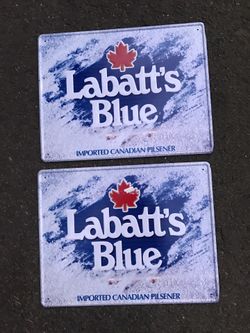 Labatt's
Blue
IMPORTED CANADIAN PILSENER
Labatt's
Blue
IMPORTED CANADIAN PILSENER